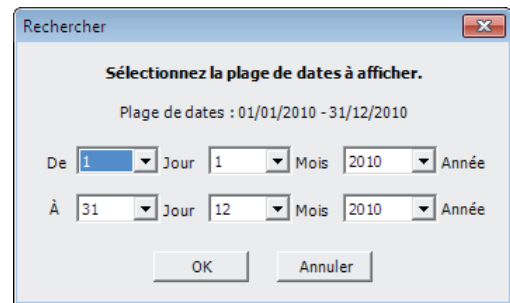 Rechercher
Sélectionnez la plage de dates à afficher.
Plage de dates : 01/01/2010 - 31/12/2010
De 1 Jour 1 Mois 2010 Année
À 31 Jour 12 Mois 2010 Année
OK Annuler